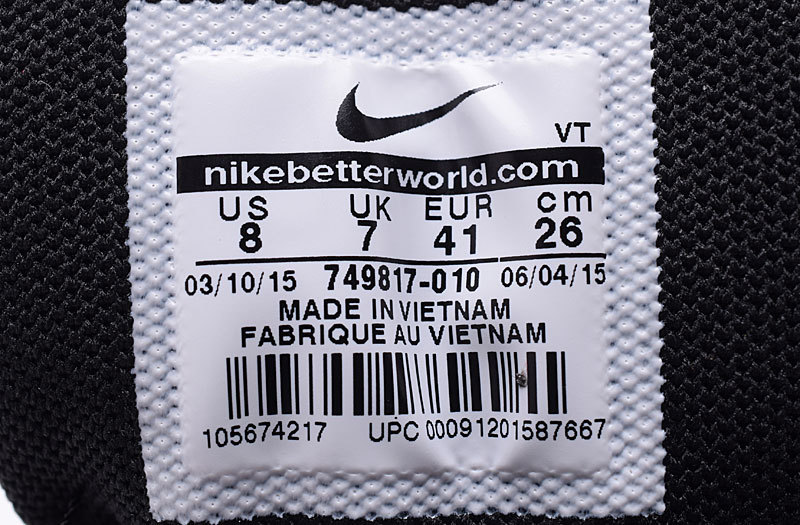 VT
nikebetterworld.com
US UK EUR cm
8 7 41 26
03/10/15 749817-010 06/04/15
MADE IN VIETNAM
FABRIQUE AU VIETNAM
105674217 UPC 00091201587667